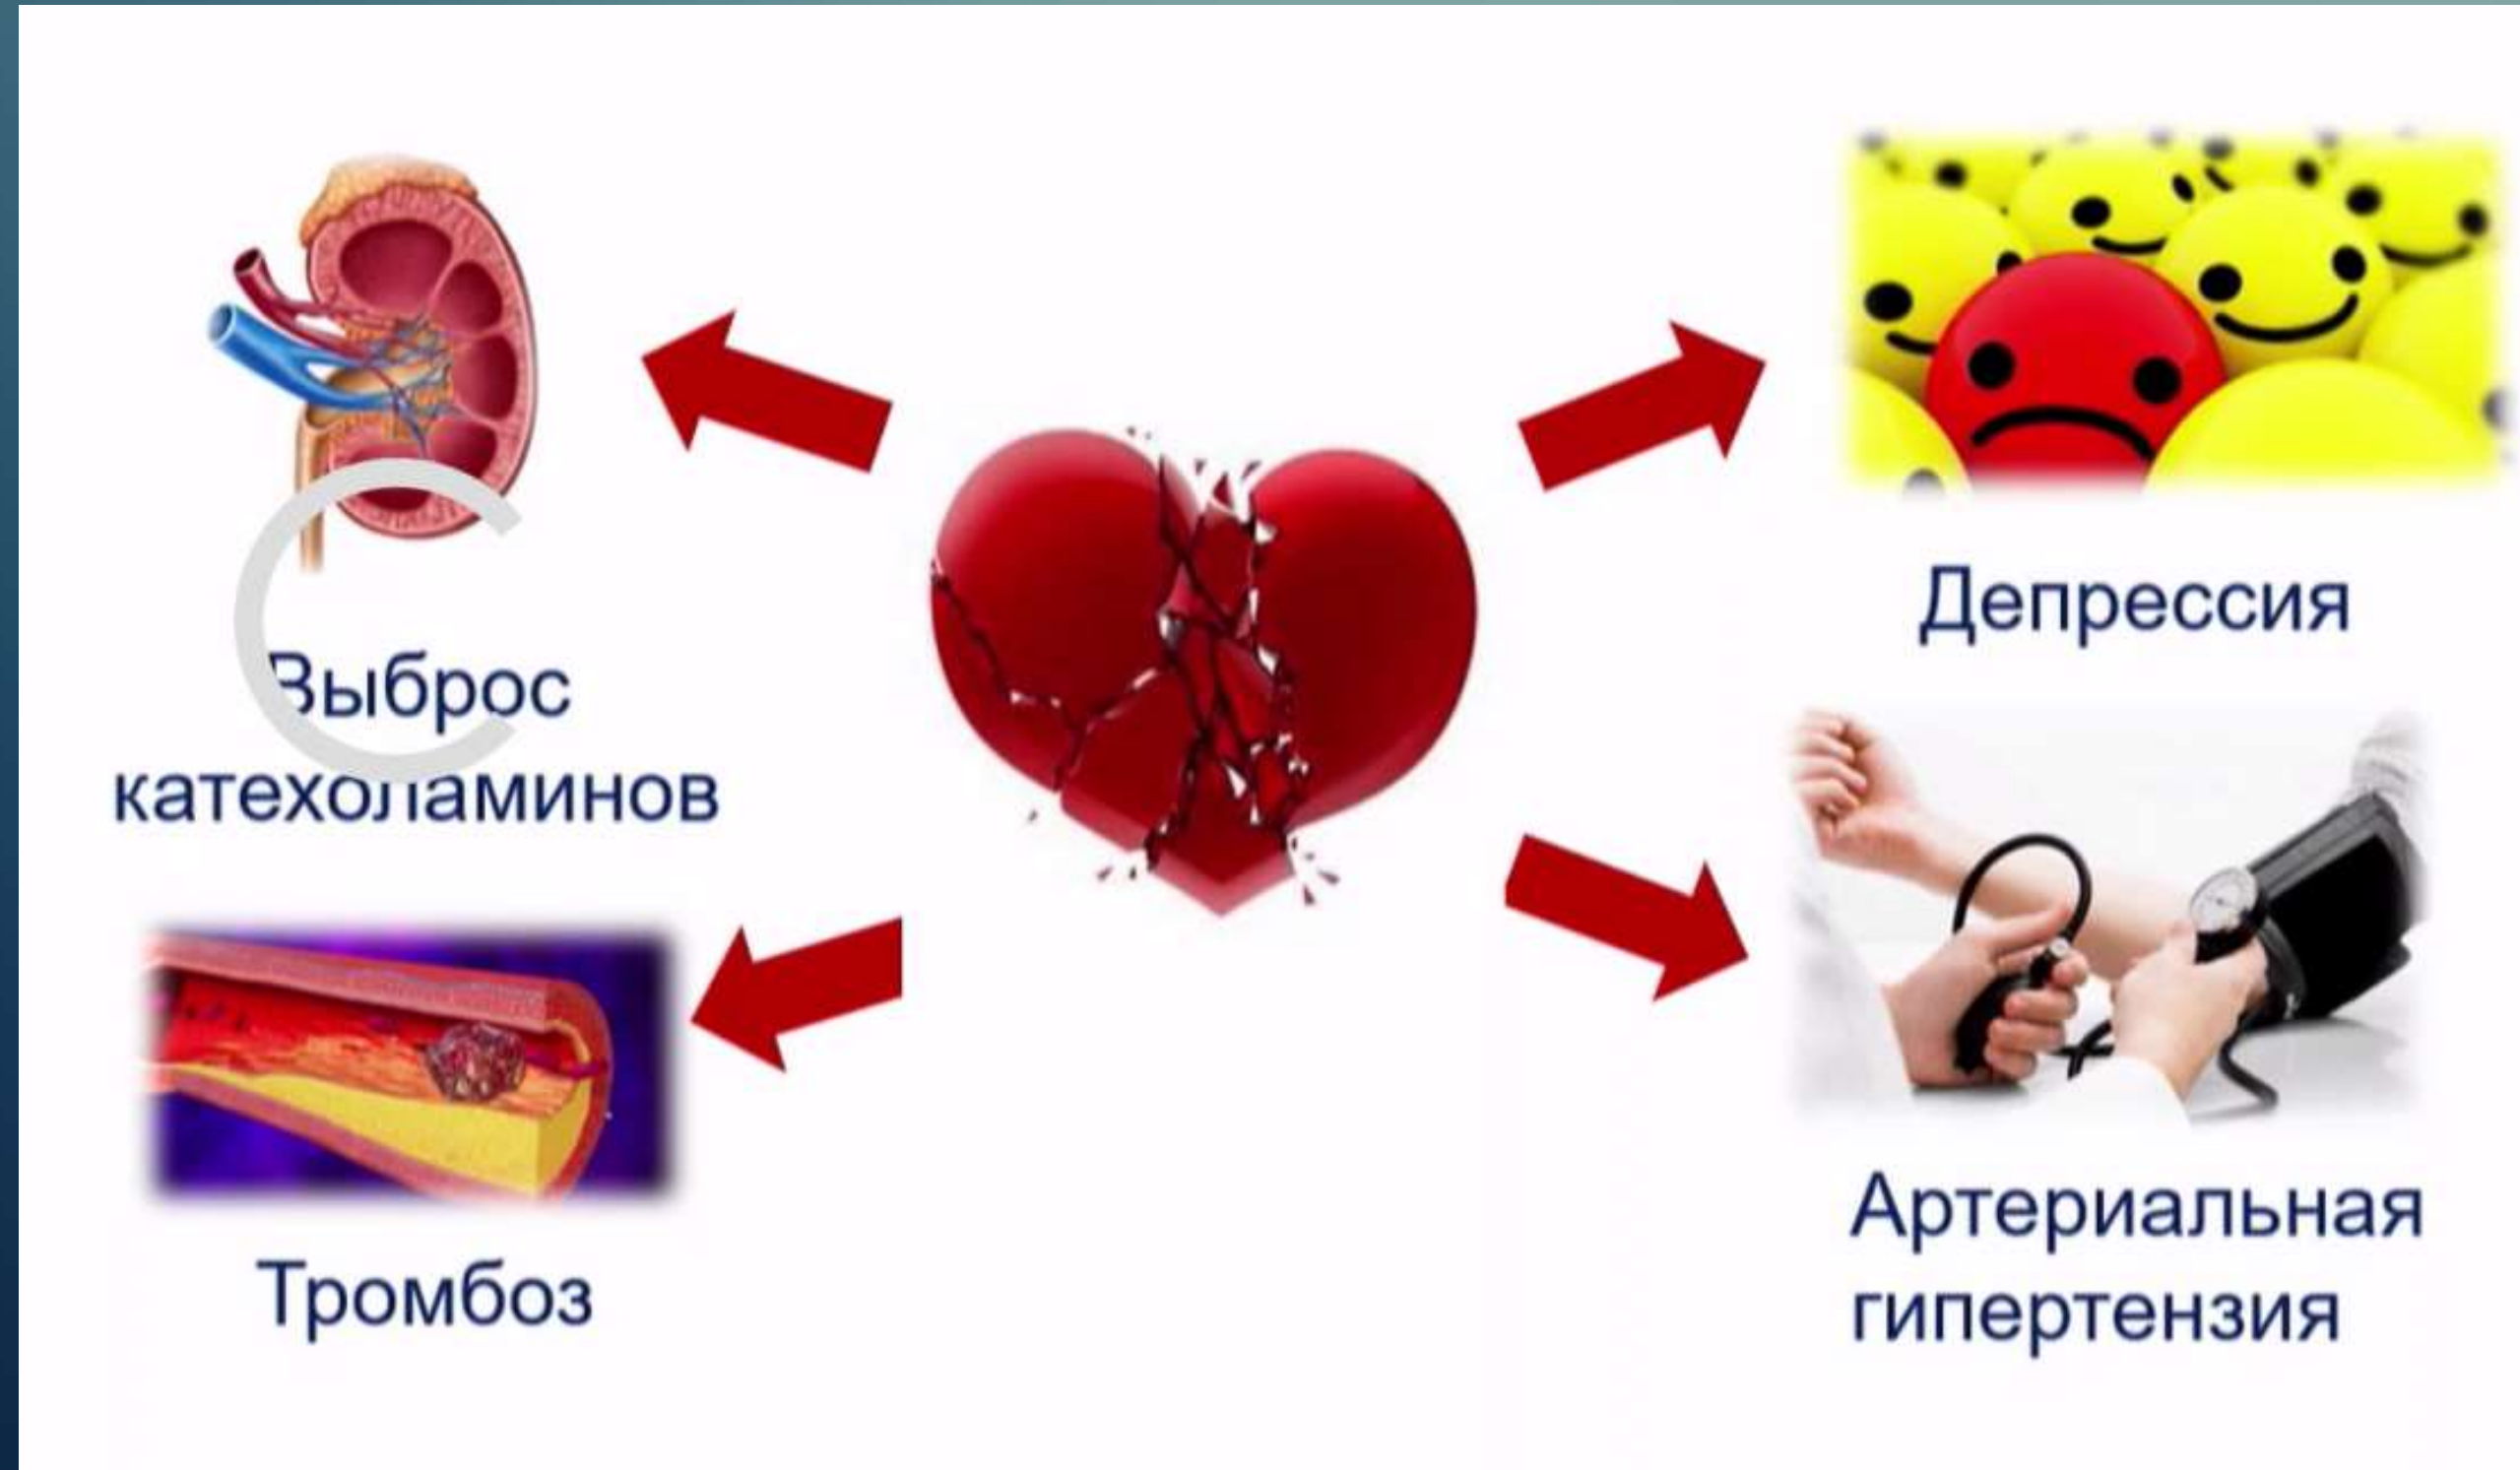 Выброс
катехоламинов
Тромбоз
Депрессия
Артериальная
гипертензия